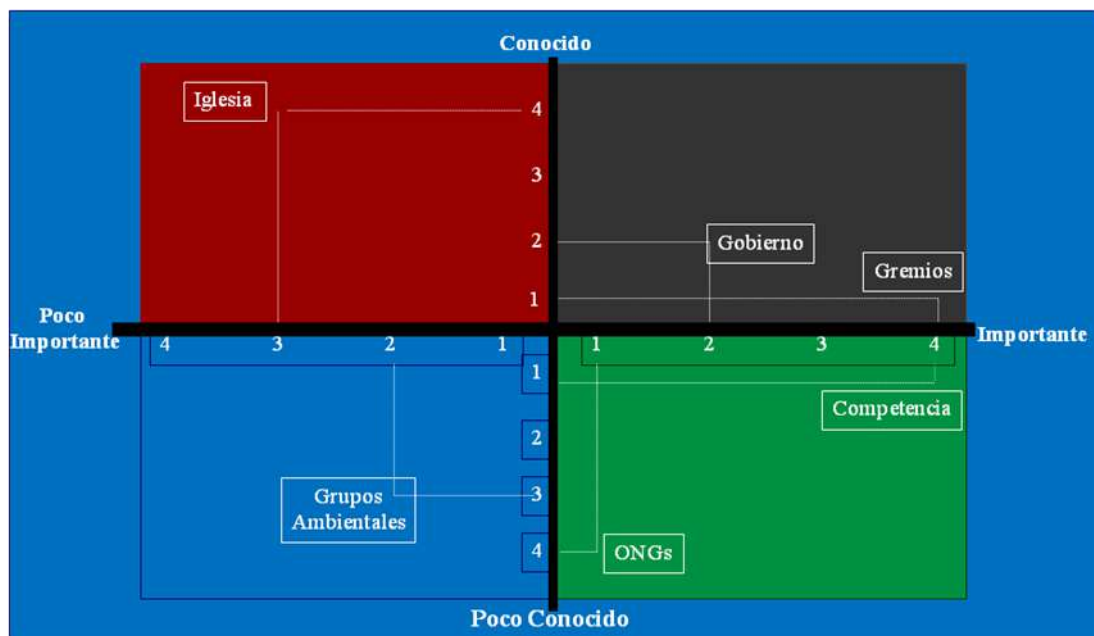 Conocido
Iglesia
4
3
2
Gobierno
Gremios
1
Poco
Importante
Importante
4 3 2 1
1 2 3 4
1
Competencia
2
Grupos
Ambientales
3
4
ONGs
Poco Conocido